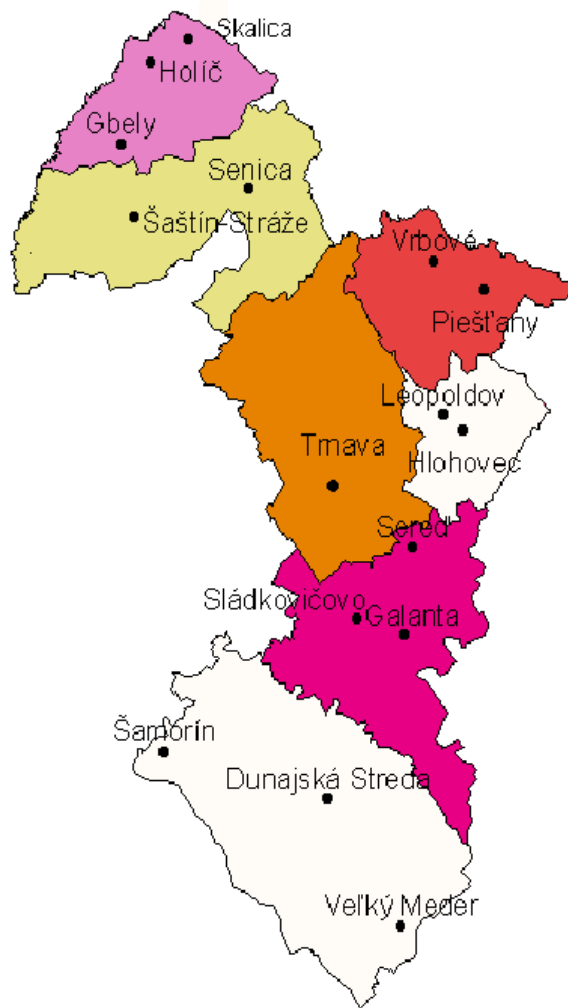 Skalica
Holíč
Gbely
Senica
Šaštín-Stráže
Vrbové
Piešťany
Leopoldov
Hlohovec
Trnava
Sereď
Sládkovičovo
Galanta
Šamorín
Dunajská Streda
Veľký Meder